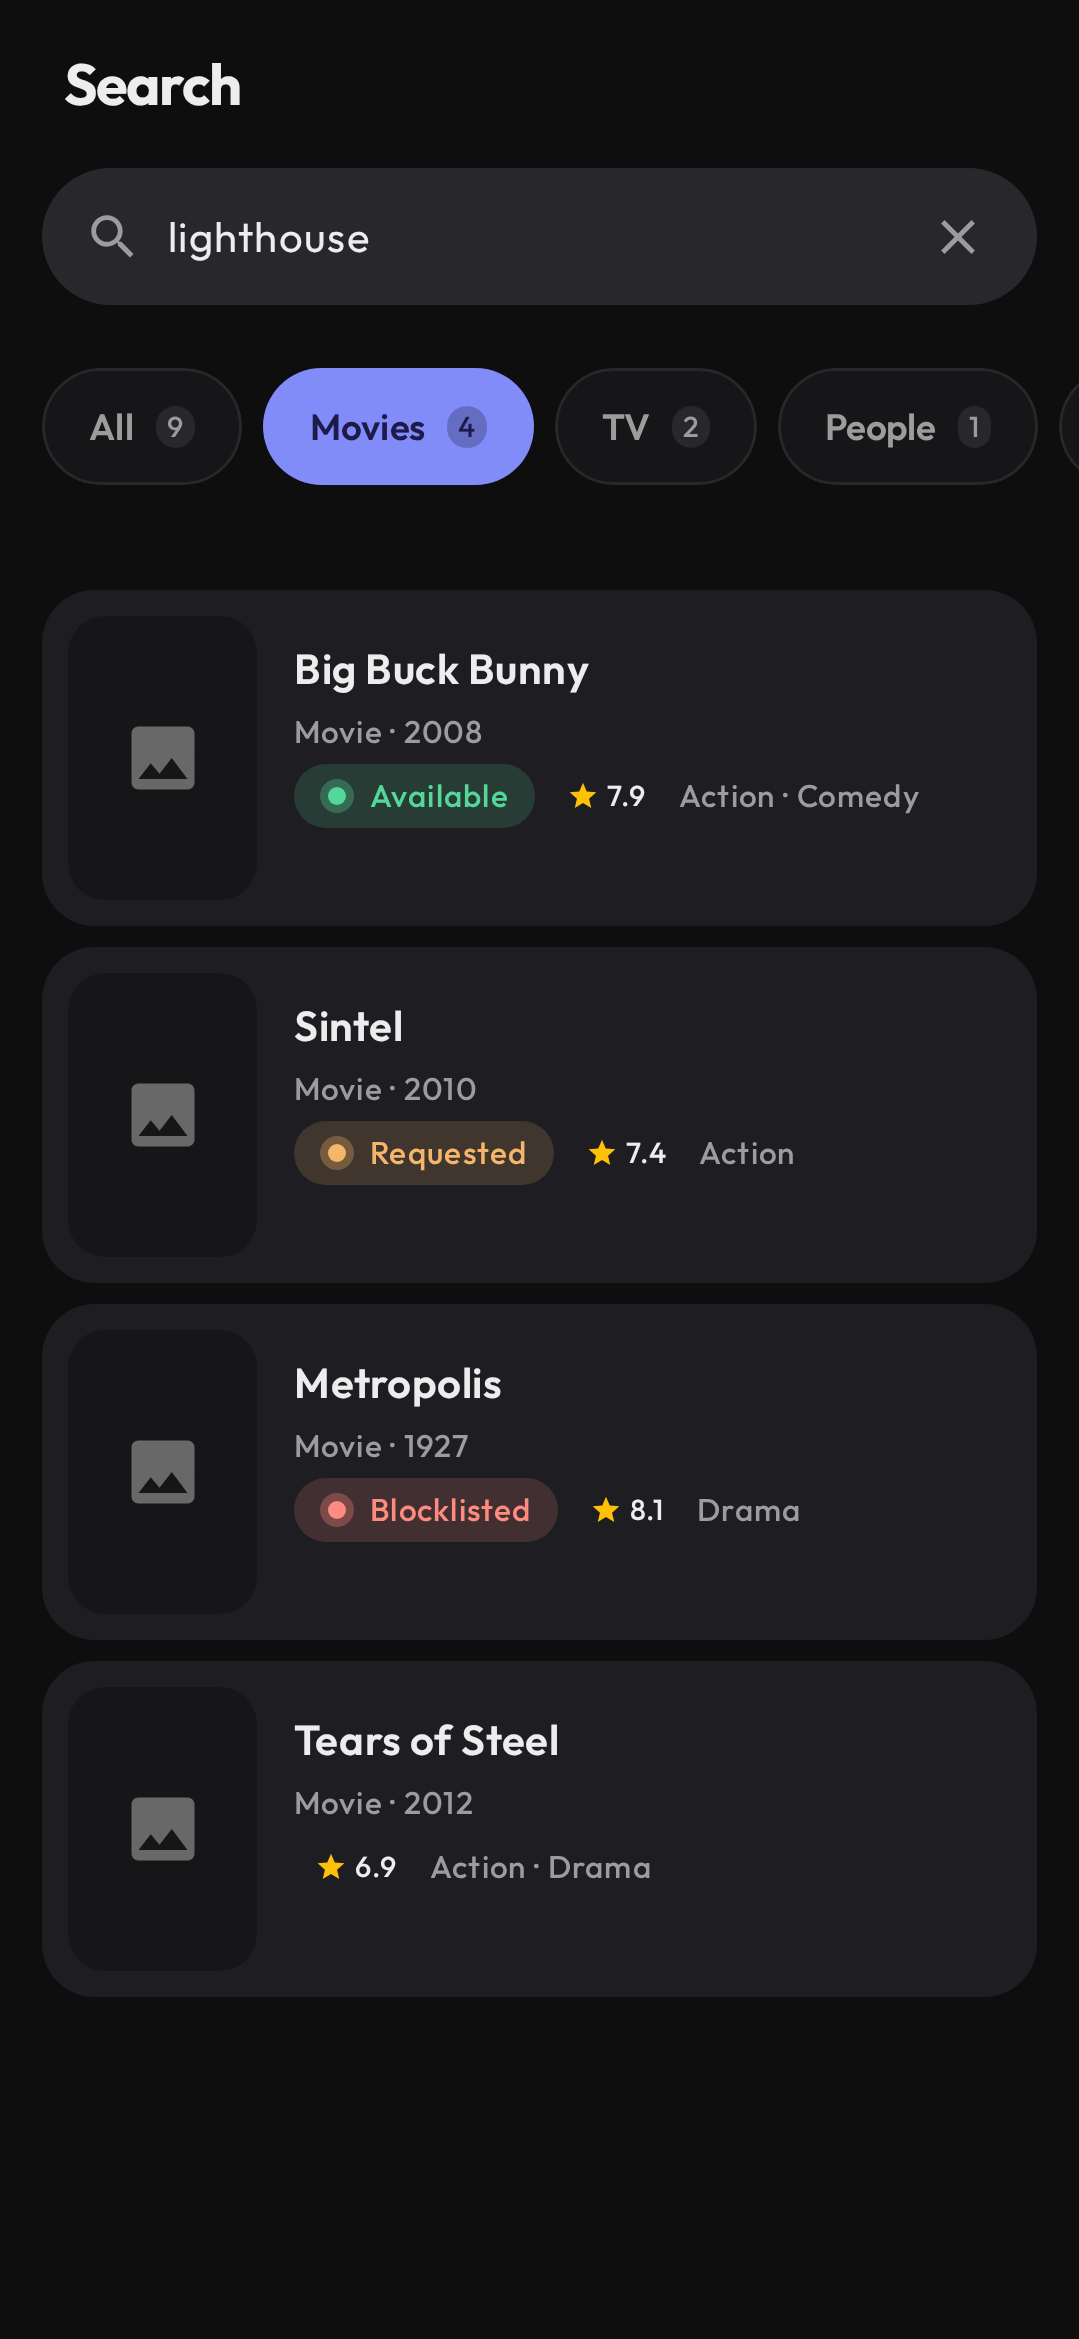 Search
lighthouse
All 9 Movies 4 TV 2 People 1
Big Buck Bunny
Movie · 2008
Available 7.9 Action · Comedy
Sintel
Movie · 2010
Requested 7.4 Action
Metropolis
Movie · 1927
Blocklisted 8.1 Drama
Tears of Steel
Movie · 2012
6.9 Action · Drama